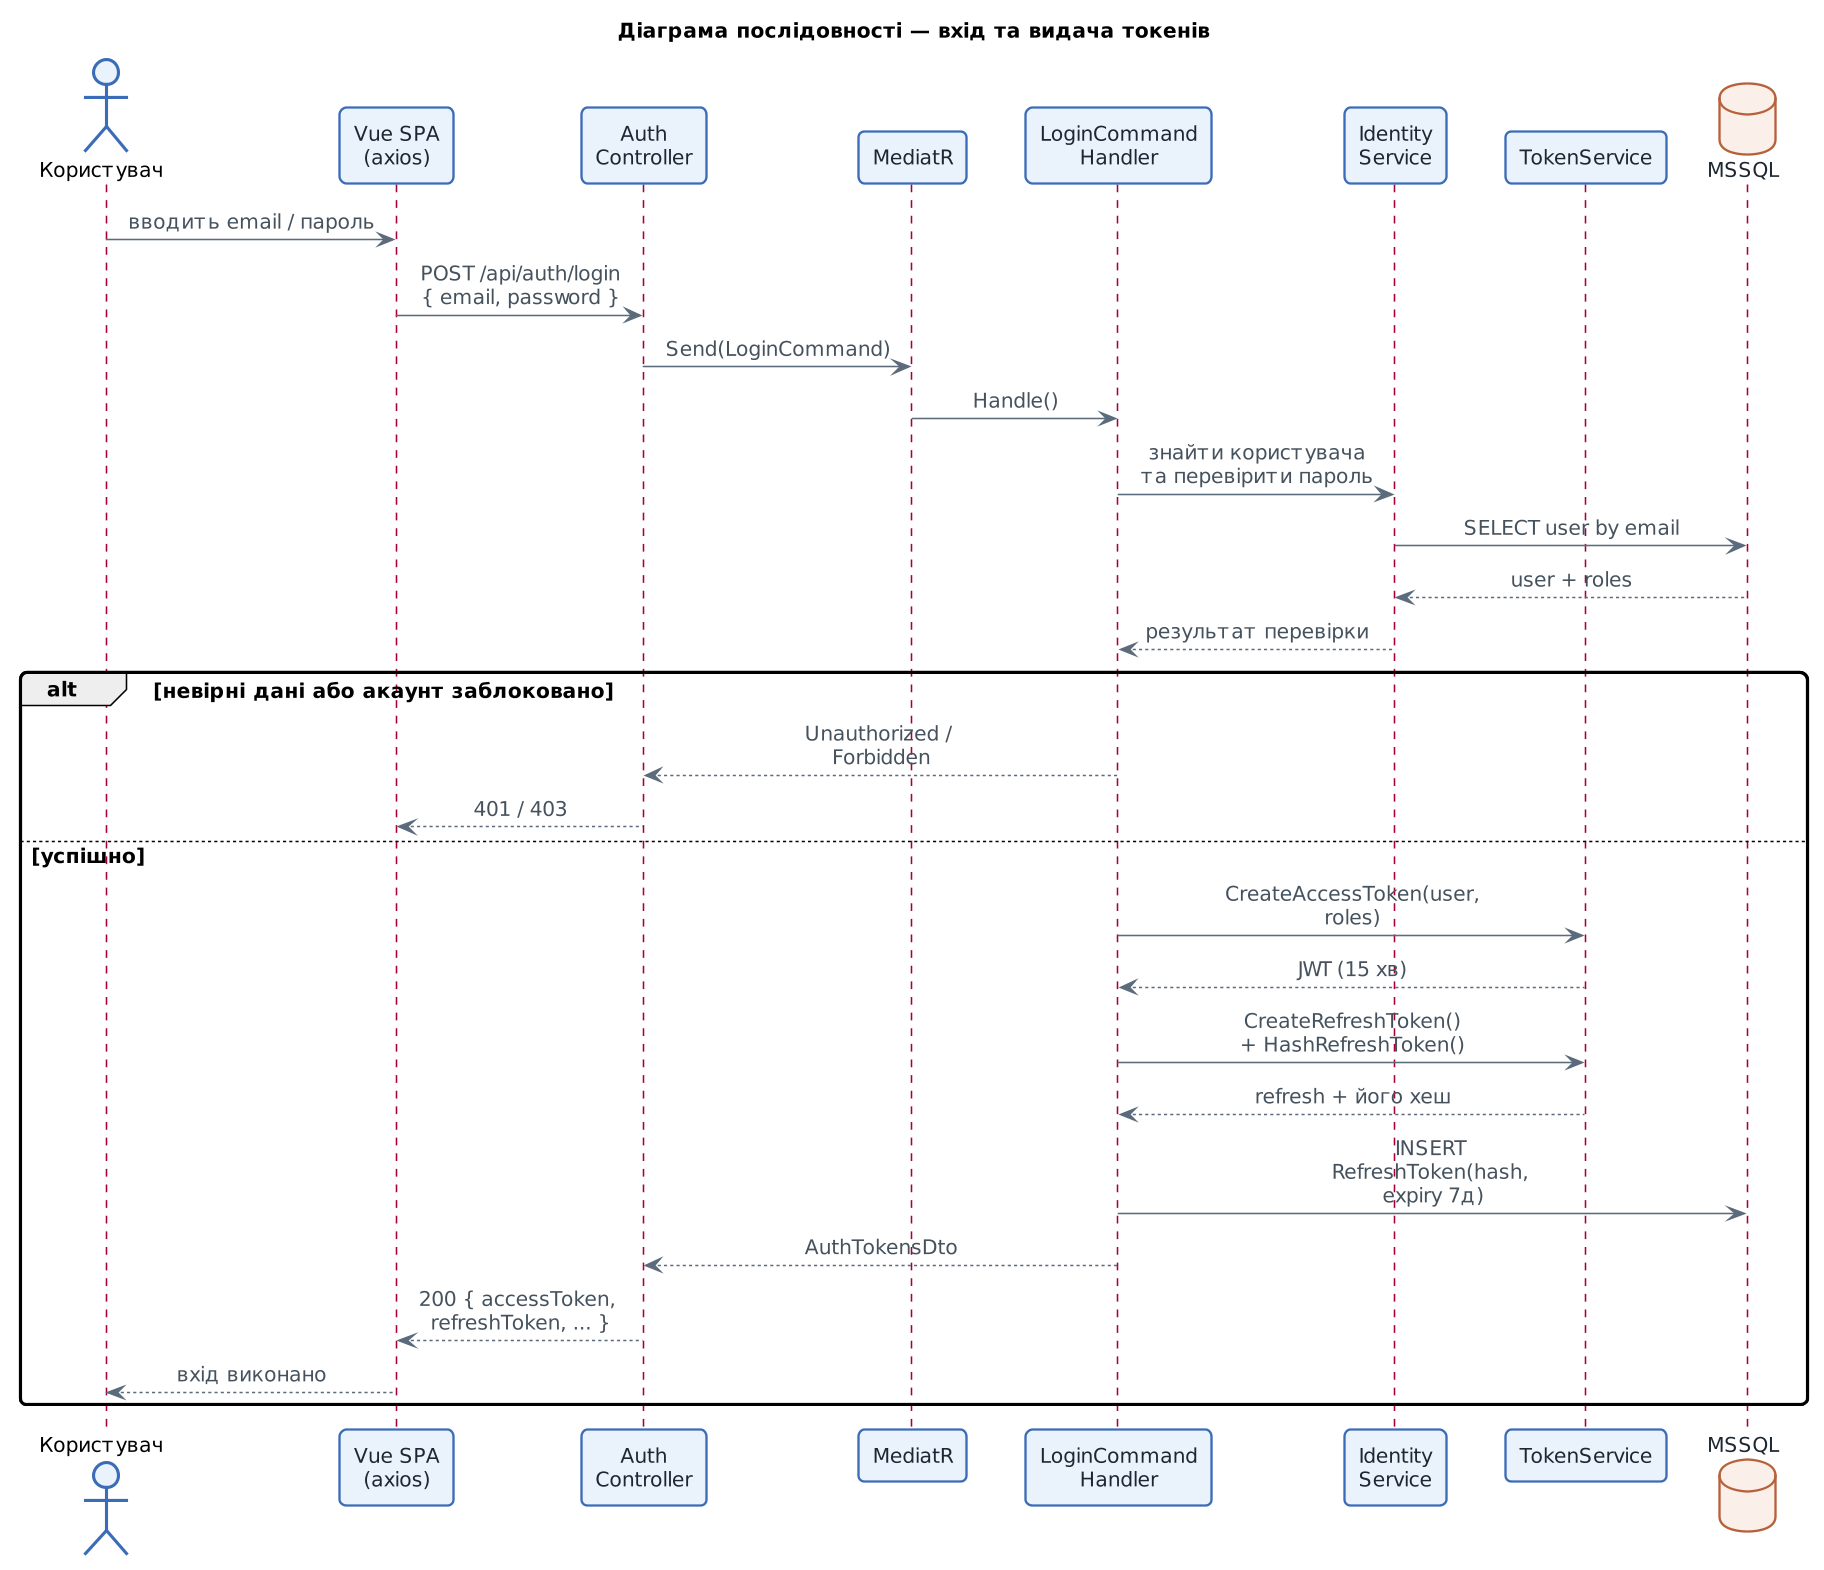 Діаграма послідовності — вхід та видача токенів
Користувач
Vue SPA
(axios)
Auth
Controller
MediatR
LoginCommand
Handler
Identity
Service
TokenService
MSSQL
вводить email / пароль
POST /api/auth/login
{ email, password }
Send(LoginCommand)
Handle()
знайти користувача
та перевірити пароль
SELECT user by email
user + roles
результат перевірки
alt
[невірні дані або акаунт заблоковано]
Unauthorized /
Forbidden
401 / 403
[успішно]
CreateAccessToken(user,
roles)
JWT (15 хв)
CreateRefreshToken()
+ HashRefreshToken()
refresh + його хеш
INSERT
RefreshToken(hash,
expiry 7д)
AuthTokensDto
200 { accessToken,
refreshToken, ... }
вхід виконано
Користувач
Vue SPA
(axios)
Auth
Controller
MediatR
LoginCommand
Handler
Identity
Service
TokenService
MSSQL